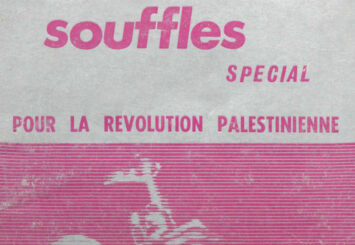 souffles
SPECIAL
POUR LA REVOLUTION PALESTINIENNE